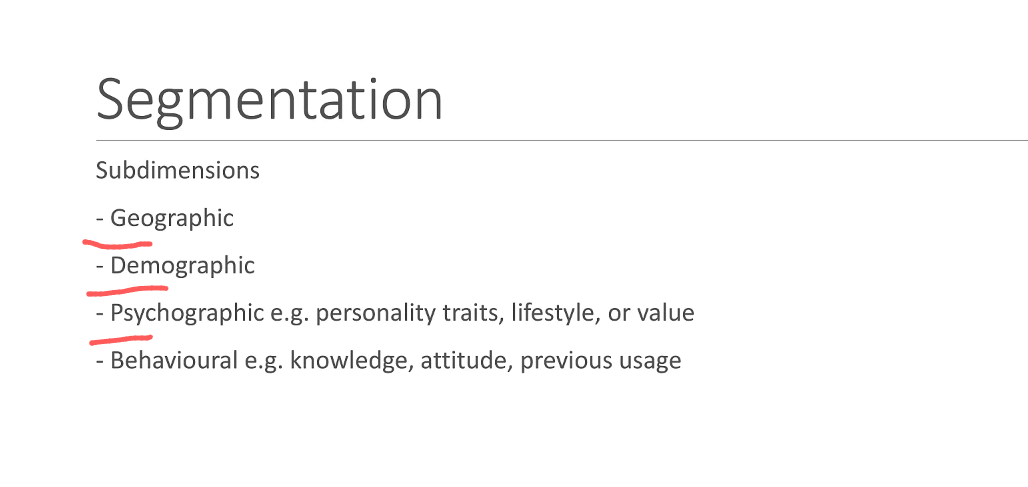 Segmentation
Subdimensions
- Geographic
- Demographic
- Psychographic e.g. personality traits, lifestyle, or value
- Behavioural e.g. knowledge, attitude, previous usage